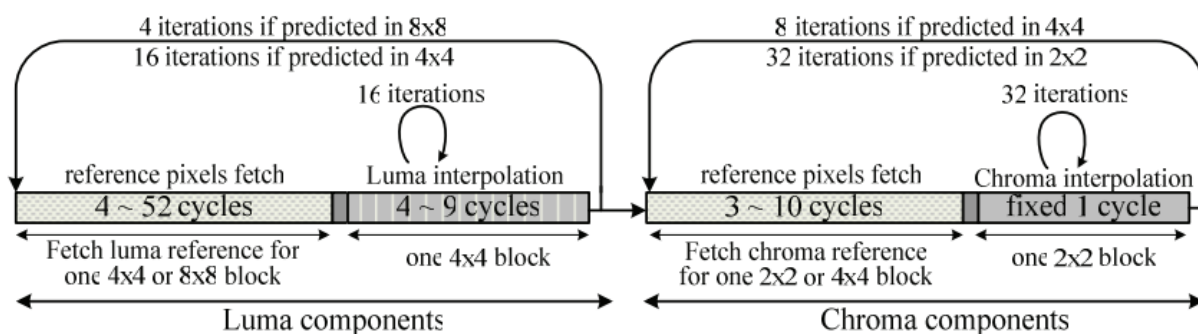 4 iterations if predicted in 8x8
16 iterations if predicted in 4x4
16 iterations
reference pixels fetch
Luma interpolation
4 ~ 52 cycles
4 ~ 9 cycles
Fetch luma reference for
one 4x4 or 8x8 block
one 4x4 block
Luma components
8 iterations if predicted in 4x4
32 iterations if predicted in 2x2
32 iterations
reference pixels fetch
Chroma interpolation
3 ~ 10 cycles
fixed 1 cycle
Fetch chroma reference
for one 2x2 or 4x4 block
one 2x2 block
Chroma components